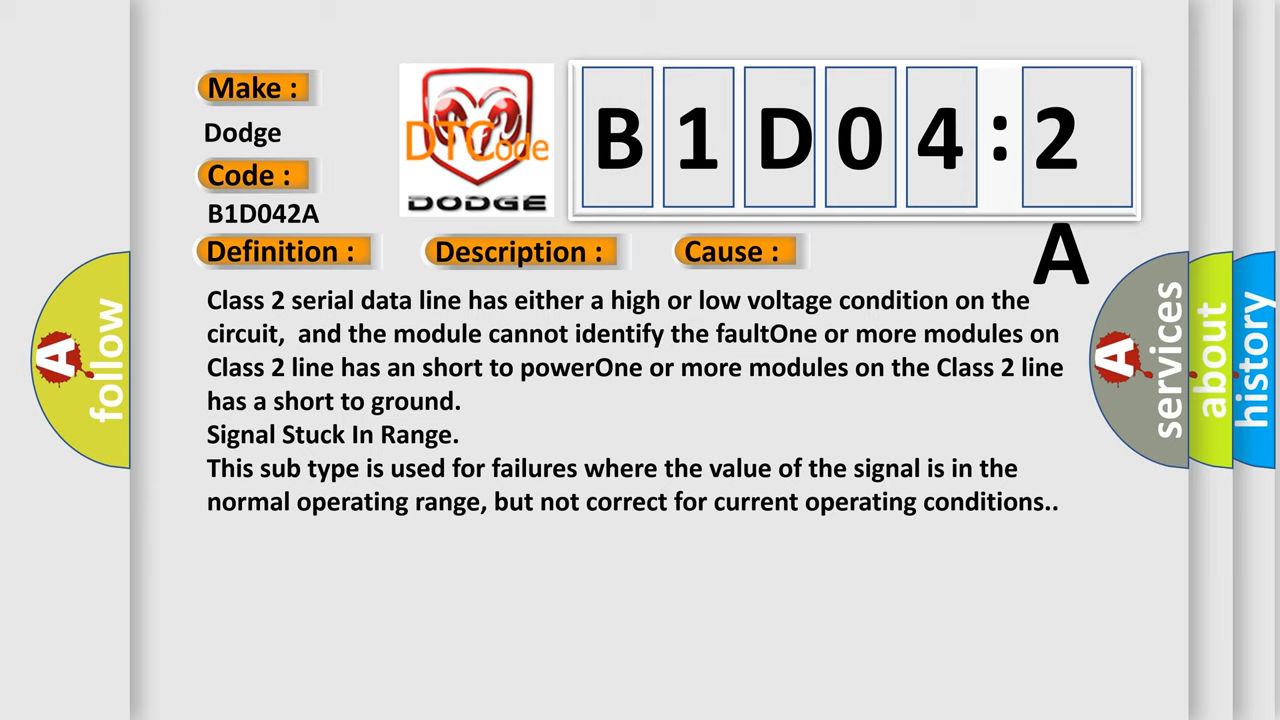 Make :
Dodge
Code :
B1D042A
DTCode
DODGE
B1D04:2
A
Definition :
Description :
Cause :
Class 2 serial data line has either a high or low voltage condition on the
circuit,  and the module cannot identify the faultOne or more modules on
Class 2 line has an short to powerOne or more modules on the Class 2 line
has a short to ground.
Signal Stuck In Range.
This sub type is used for failures where the value of the signal is in the
normal operating range, but not correct for current operating conditions..
A follow
A services
about
history